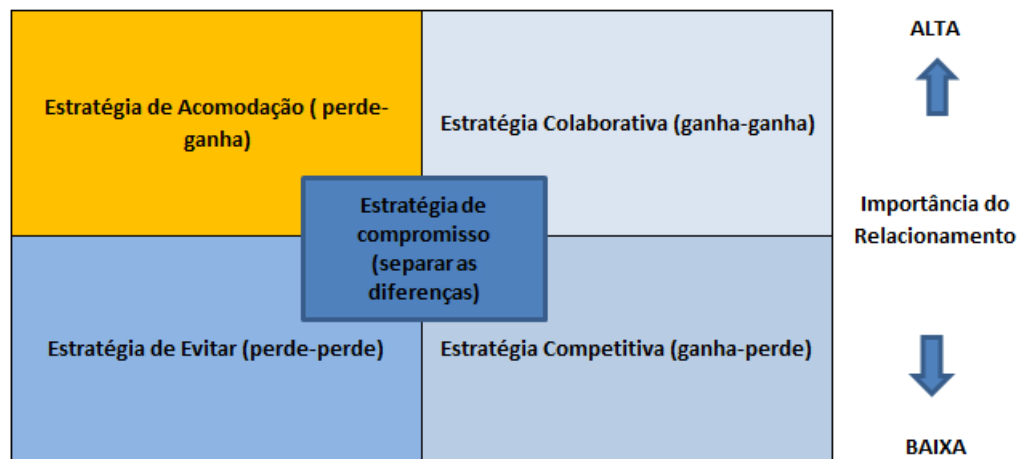 ALTA
Estratégia de Acomodação ( perde-
ganha)
Estratégia Colaborativa (ganha-ganha)
Estratégia de
compromisso
(separar as
diferenças)
Importância do
Relacionamento
Estratégia de Evitar (perde-perde)
Estratégia Competitiva (ganha-perde)
BAIXA